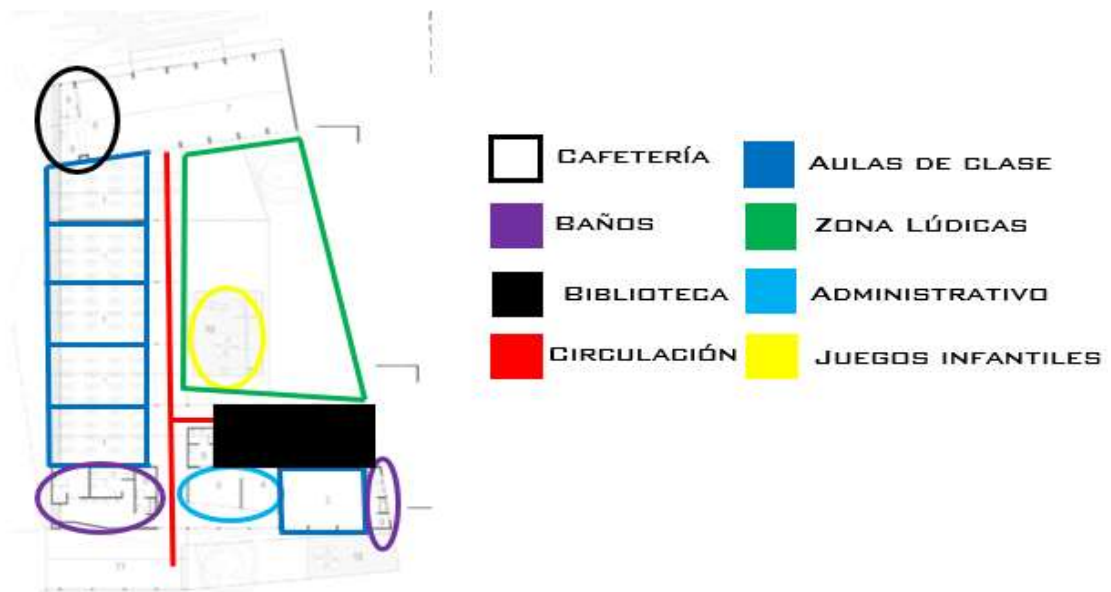 CAFETERÍA
AULAS DE CLASE
BAÑOS
ZONA LÚDICAS
BIBLIOTECA
ADMINISTRATIVO
CIRCULACIÓN
JUEGOS INFANTILES